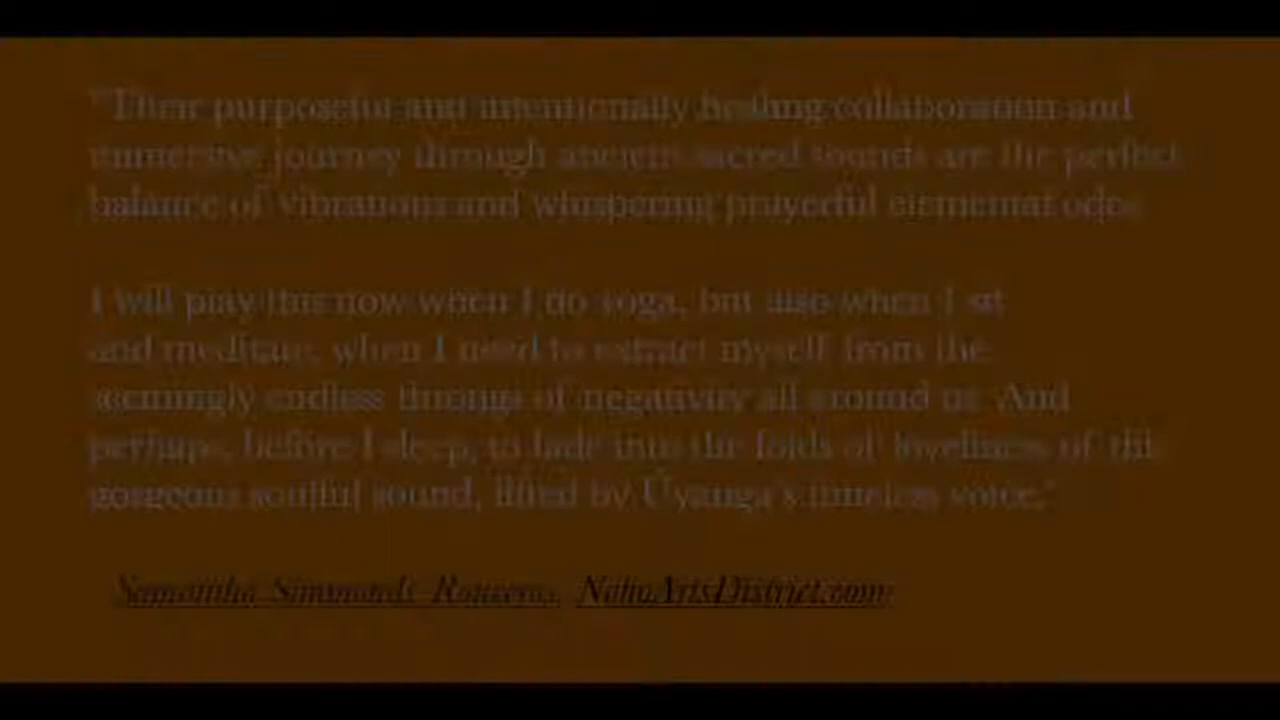 "Their purposeful and intentionally healing collaboration and
immersive journey through ancient sacred sounds are the perfect
balance of vibrations and whispering prayerful elemental odes
I will play this now when I do yoga, but also when I sit
and meditate, when I need to extract myself from the
seemingly endless throngs of negativity all around us. And
perhaps, before I sleep, to fade into the folds of loveliness of this
gorgeous soulful sound, lifted by Uyanga's timeless voice."
Samantha Simmonds-Ronceros, NohoArtsDistrict.com